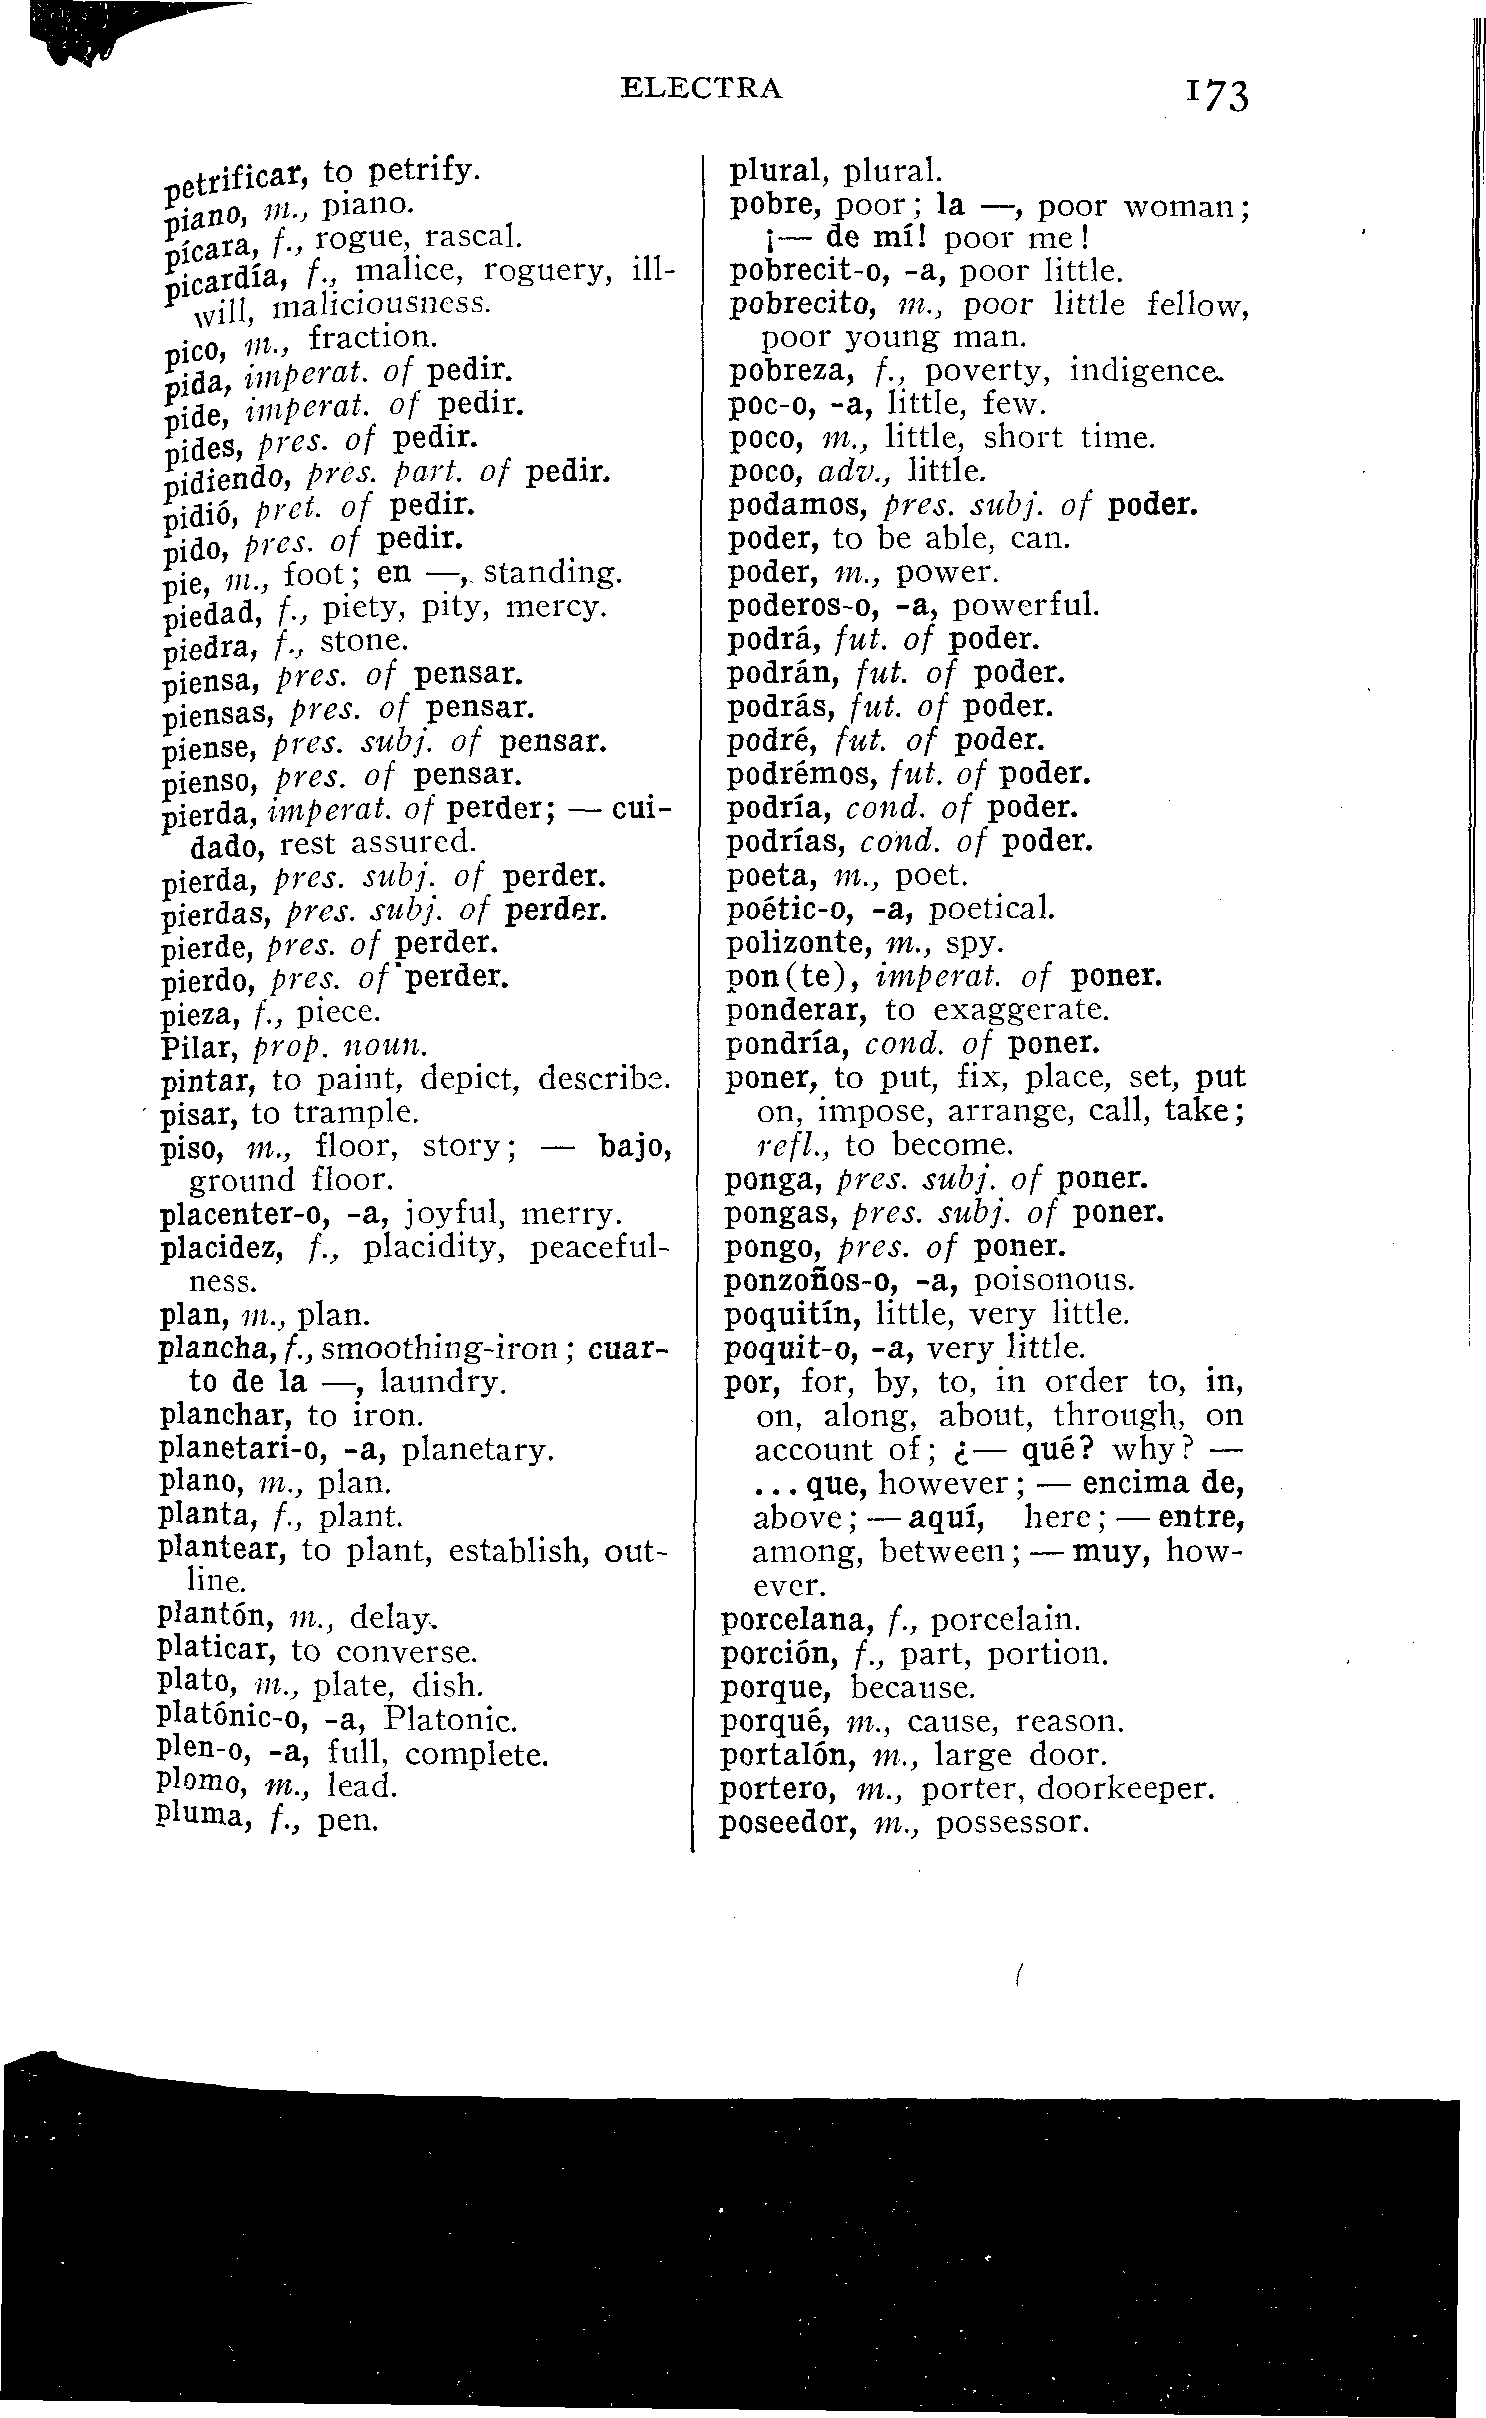 ELECTRA 173
petrificar, to petrify.
piano, m., piano.
pícara, f., rogue, rascal.
picardía, f., malice, roguery, ill-
will, maliciousness.
pico, m., fraction.
pida, imperat. of pedir.
pide, imperat. of pedir.
pides, pres. of pedir.
pidiendo, pres. part. of pedir.
pidió, pret. of pedir.
pido, pres. of pedir.
pie, m., foot; en —, standing.
piedad, f., piety, pity, mercy.
piedra, f., stone.
piensa, pres. of pensar.
piensas, pres. of pensar.
piense, pres. subj. of pensar.
pienso, pres. of pensar.
pierda, imperat. of perder; — cui-
dado, rest assured.
pierda, pres. subj. of perder.
pierdas, pres. subj. of perder.
pierde, pres. of perder.
pierdo, pres. of perder.
pieza, f., piece.
Pilar, prop. noun.
pintar, to paint, depict, describe.
pisar, to trample.
piso, m., floor, story; — bajo,
ground floor.
placenter-o, -a, joyful, merry.
placidez, f., placidity, peaceful-
ness.
plan, m., plan.
plancha, f., smoothing-iron; cuar-
to de la —, laundry.
planchar, to iron.
planetari-o, -a, planetary.
plano, m., plan.
planta, f., plant.
plantear, to plant, establish, out-
line.
plantón, m., delay.
platicar, to converse.
plato, m., plate, dish.
platónic-o, -a, Platonic.
plen-o, -a, full, complete.
plomo, m., lead.
pluma, f., pen.
plural, plural.
pobre, poor; la —, poor woman;
¡— de mí! poor me!
pobrecit-o, -a, poor little.
pobrecito, m., poor little fellow,
poor young man.
pobreza, f., poverty, indigence.
poc-o, -a, little, few.
poco, m., little, short time.
poco, adv., little.
podamos, pres. subj. of poder.
poder, to be able, can.
poder, m., power.
poderos-o, -a, powerful.
podrá, fut. of poder.
podrán, fut. of poder.
podrás, fut. of poder.
podré, fut. of poder.
podrémos, fut. of poder.
podría, cond. of poder.
podrías, cond. of poder.
poeta, m., poet.
poétic-o, -a, poetical.
polizonte, m., spy.
pon(te), imperat. of poner.
ponderar, to exaggerate.
pondría, cond. of poner.
poner, to put, fix, place, set, put
on, impose, arrange, call, take;
refl., to become.
ponga, pres. subj. of poner.
pongas, pres. subj. of poner.
pongo, pres. of poner.
ponzoños-o, -a, poisonous.
poquitín, little, very little.
poquit-o, -a, very little.
por, for, by, to, in order to, in,
on, along, about, through, on
account of; ¿— qué? why? —
... que, however; — encima de,
above; — aquí, here; — entre,
among, between; — muy, how-
ever.
porcelana, f., porcelain.
porción, f., part, portion.
porque, because.
porqué, m., cause, reason.
portalón, m., large door.
portero, m., porter, doorkeeper.
poseedor, m., possessor.